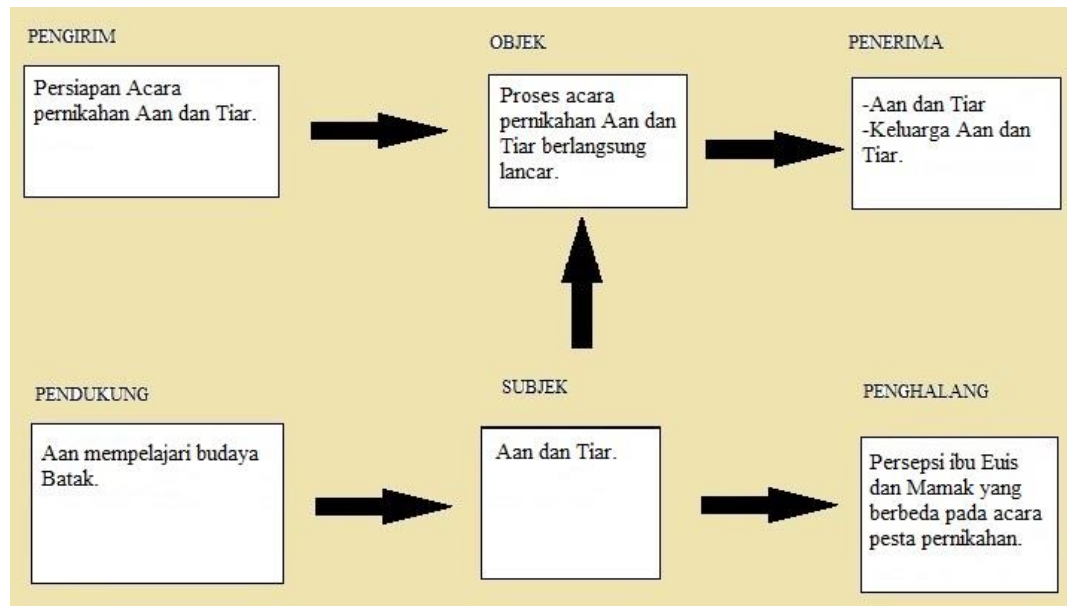 PENGIRIM
Persiapan Acara
pernikahan Aan dan Tiar.
OBJEK
Proses acara
pernikahan Aan dan
Tiar berlangsung
lancar.
PENERIMA
-Aan dan Tiar
-Keluarga Aan dan
Tiar.
PENDUKUNG
Aan mempelajari budaya
Batak.
SUBJEK
Aan dan Tiar.
PENGHALANG
Persepsi ibu Euis
dan Mamak yang
berbeda pada acara
pesta pernikahan.